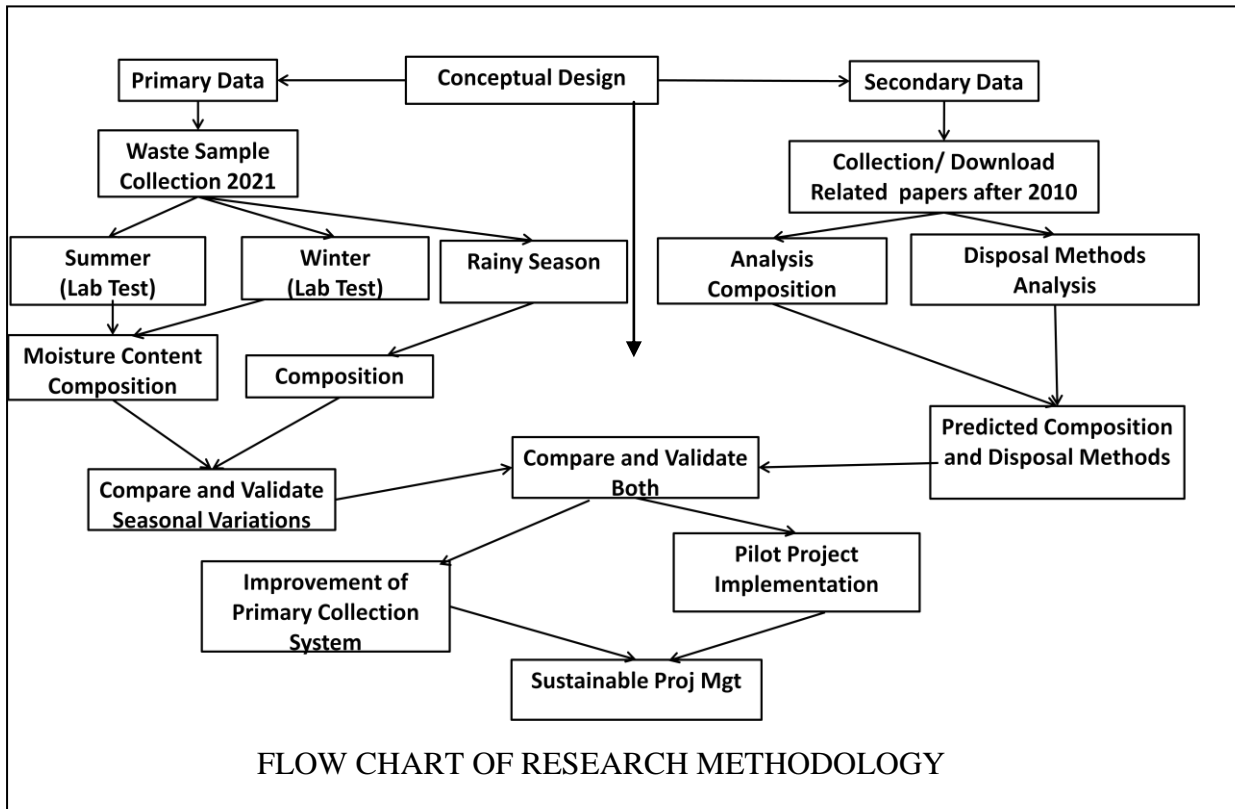 Primary Data
Conceptual Design
Secondary Data
Waste Sample
Collection 2021
Collection/ Download
Related papers after 2010
Summer
(Lab Test)
Winter
(Lab Test)
Rainy Season
Analysis
Composition
Disposal Methods
Analysis
Moisture Content
Composition
Composition
Predicted Composition
and Disposal Methods
Compare and Validate
Seasonal Variations
Compare and Validate
Both
Improvement of
Primary Collection
System
Pilot Project
Implementation
Sustainable Proj Mgt
FLOW CHART OF RESEARCH METHODOLOGY